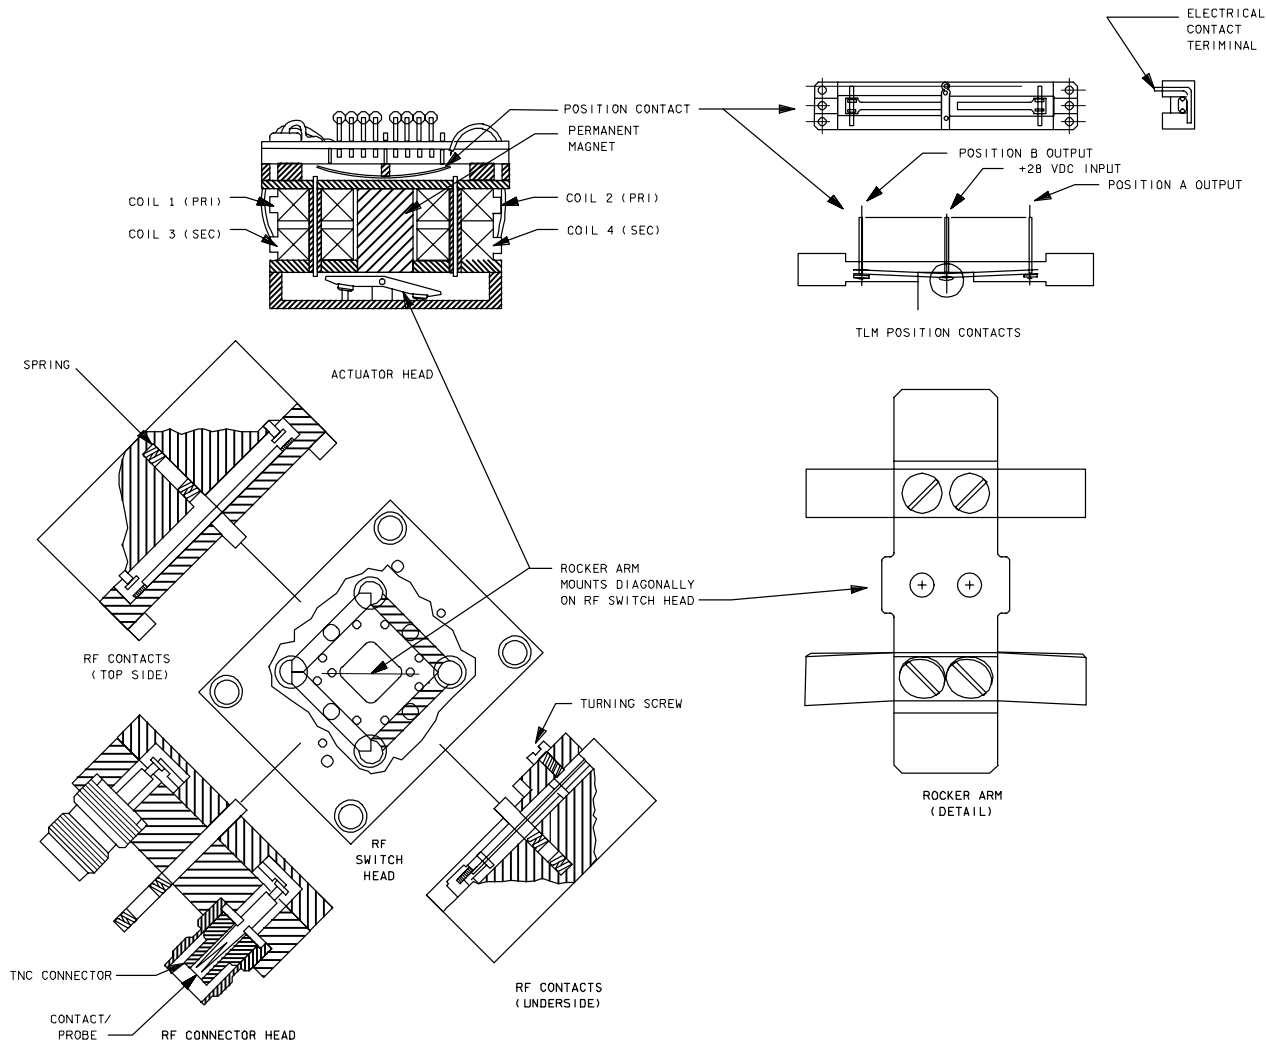 ELECTRICAL
CONTACT
TERIMINAL
POSITION CONTACT
PERMANENT
MAGNET
POSITION B OUTPUT
+28 VDC INPUT
POSITION A OUTPUT
COIL 1 (PRI)
COIL 2 (PRI)
COIL 3 (SEC)
COIL 4 (SEC)
TLM POSITION CONTACTS
SPRING
ACTUATOR HEAD
ROCKER ARM
MOUNTS DIAGONALLY
ON RF SWITCH HEAD
RF CONTACTS
(TOP SIDE)
TURNING SCREW
ROCKER ARM
(DETAIL)
RF
SWITCH
HEAD
TNC CONNECTOR
RF CONTACTS
(UNDERSIDE)
CONTACT/
PROBE
RF CONNECTOR HEAD